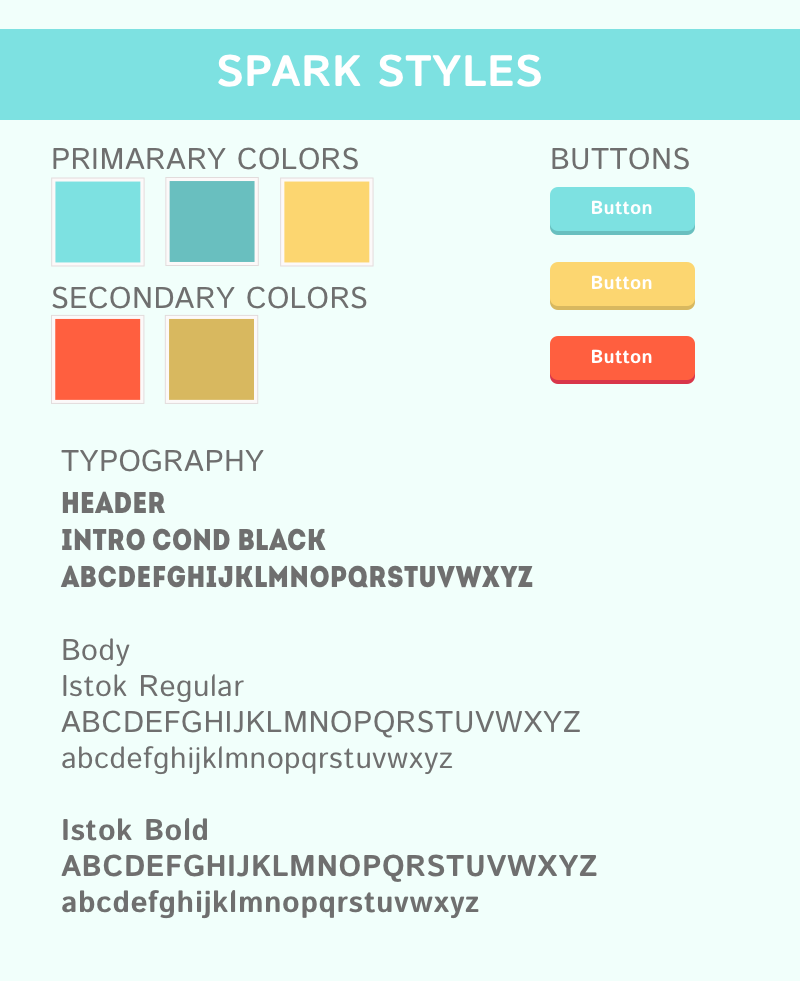 SPARK STYLES
PRIMARARY COLORS
SECONDARY COLORS
BUTTONS
Button
Button
Button
TYPOGRAPHY
HEADER
INTRO COND BLACK
ABCDEFGHIJKLMNOPQRSTUVWXYZ
Body
Istok Regular
ABCDEFGHIJKLMNOPQRSTUVWXYZ
abcdefghijklmnopqrstuvwxyz
Istok Bold
ABCDEFGHIJKLMNOPQRSTUVWXYZ
abcdefghijklmnopqrstuvwxyz